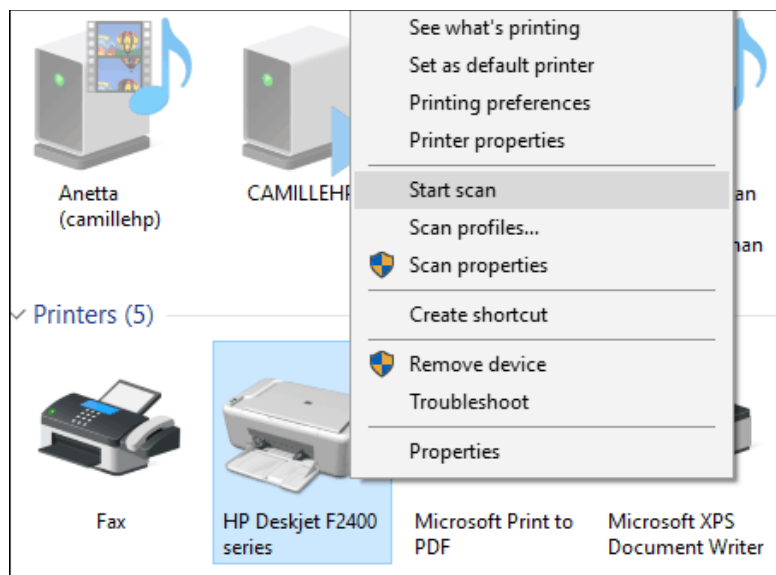 See what's printing
Set as default printer
Printing preferences
Printer properties
Start scan
Scan profiles...
Scan properties
Create shortcut
Remove device
Troubleshoot
Properties
Anetta
(camillehp)
CAMILLEHP
Printers (5)
Fax
HP Deskjet F2400
series
Microsoft Print to
PDF
Microsoft XPS
Document Writer